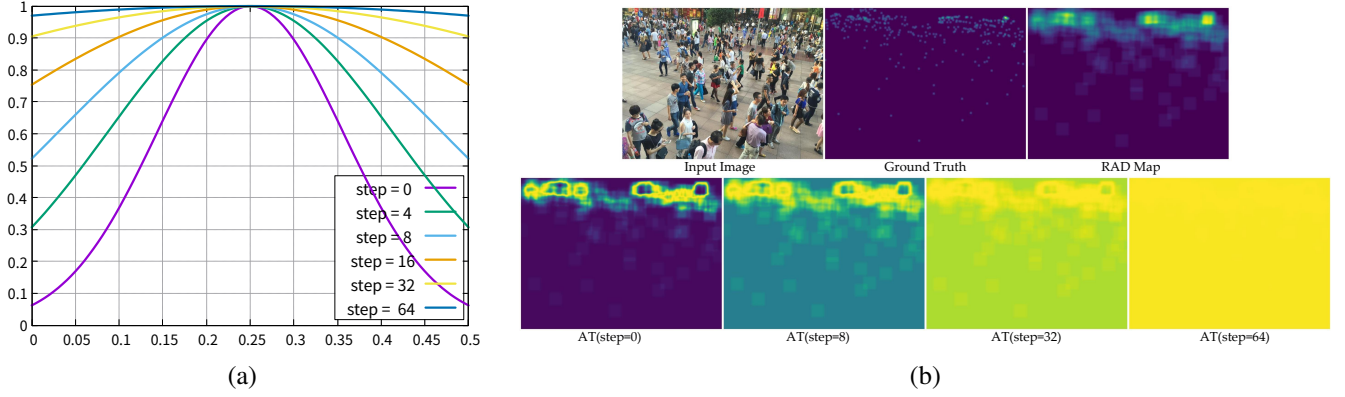 1
0.9
0.8
0.7
0.6
0.5
0.4
0.3
0.2
0.1
0
step = 0
step = 4
step = 8
step = 16
step = 32
step = 64
0 0.05 0.1 0.15 0.2 0.25 0.3 0.35 0.4 0.45 0.5
(a)
Input Image Ground Truth RAD Map
AT(step=0) AT(step=8) AT(step=32) AT(step=64)
(b)